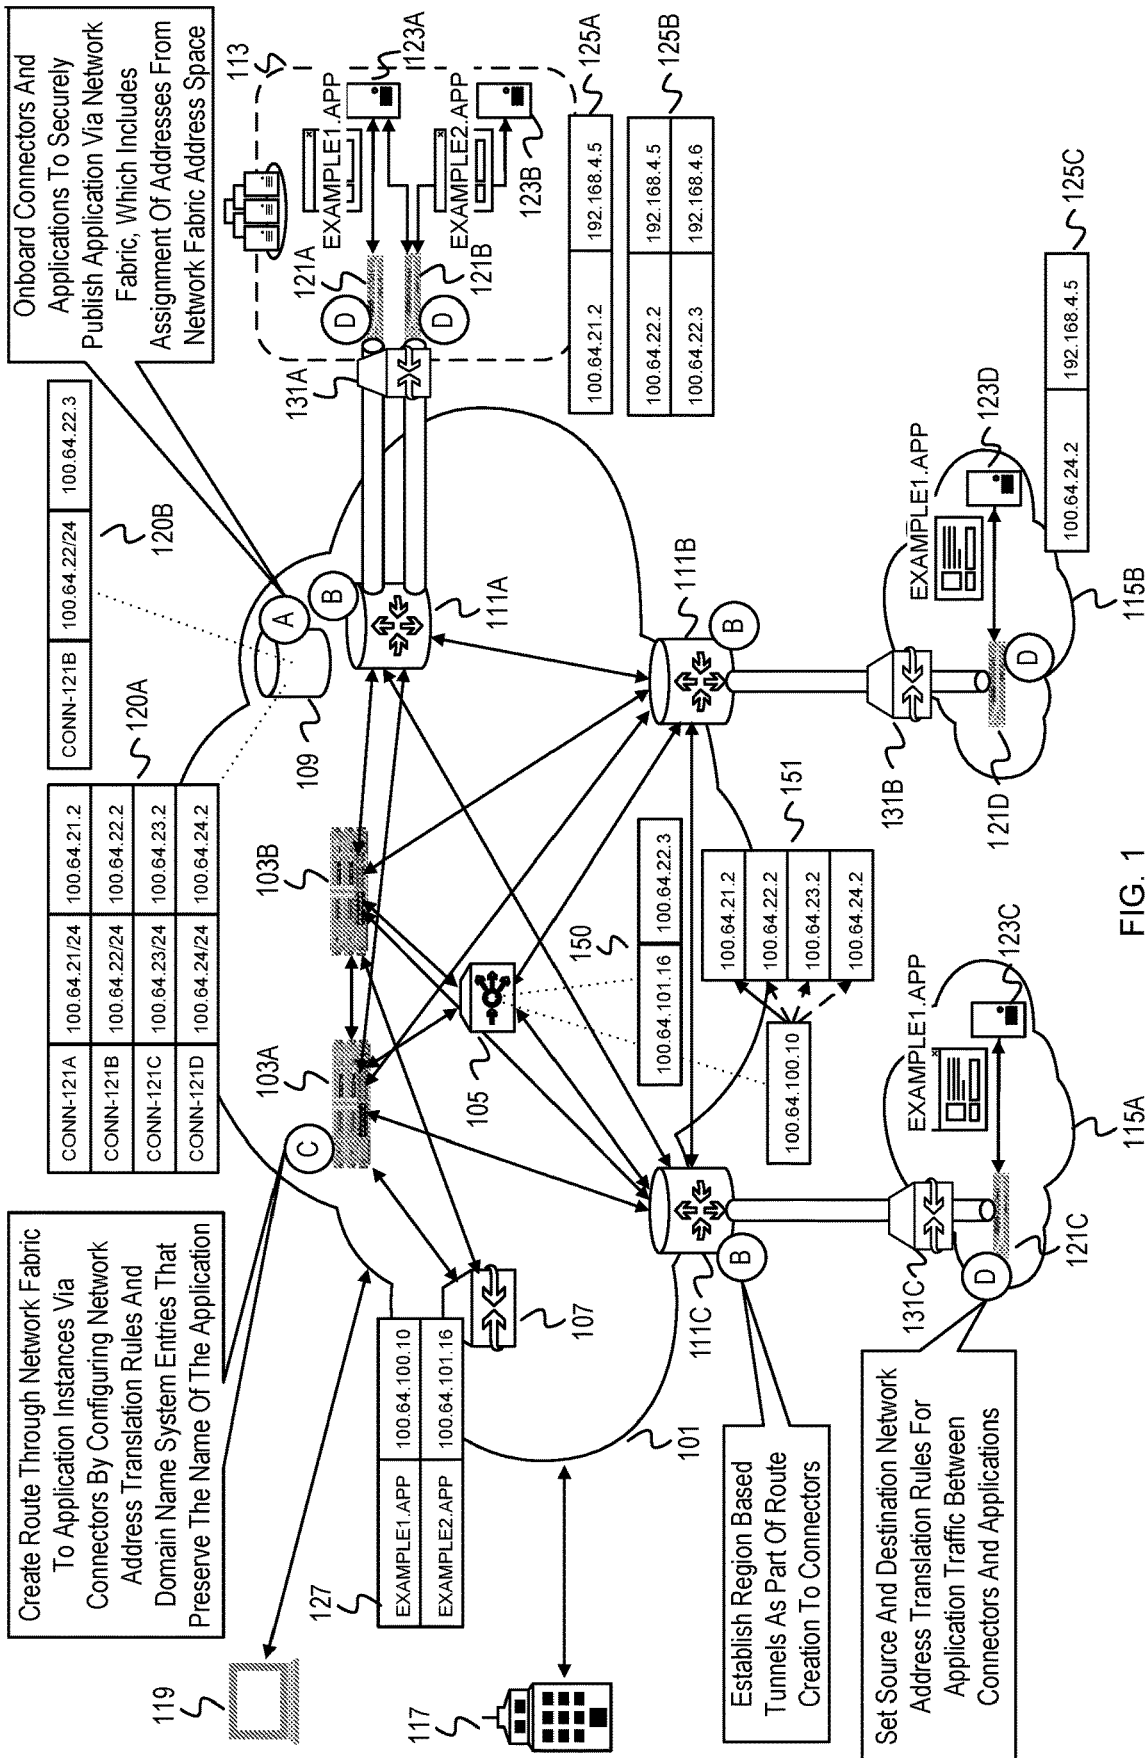 Onboard Connectors And
Applications To Securely
Publish Application Via Network
Fabric, Which Includes
Assignment Of Addresses From
Network Fabric Address Space
Create Route Through Network Fabric
To Application Instances Via
Connectors By Configuring Network
Address Translation Rules And
Domain Name System Entries That
Preserve The Name Of The Application
CONN-121A 100.64.21/24 100.64.21.2
CONN-121B 100.64.22/24 100.64.22.2
CONN-121C 100.64.23/24 100.64.23.2
CONN-121D 100.64.24/24 100.64.24.2
120A
CONN-121B 100.64.22/24 100.64.22.3
120B
119
117
127
EXAMPLE1.APP 100.64.100.10
EXAMPLE2.APP 100.64.101.16
107
101
C
103A
103B
105
109
A
B
111A
131A
D
121A
D
121B
113
EXAMPLE1.APP
123A
EXAMPLE2.APP
123B
100.64.21.2 192.168.4.5
125A
100.64.22.2 192.168.4.5
100.64.22.3 192.168.4.6
125B
150
100.64.101.16 100.64.22.3
100.64.100.10
100.64.21.2
100.64.22.2
100.64.23.2
100.64.24.2
151
111B
B
111C
B
Establish Region Based
Tunnels As Part Of Route
Creation To Connectors
Set Source And Destination Network
Address Translation Rules For
Application Traffic Between
Connectors And Applications
131C
D
121C
EXAMPLE1.APP
123C
115A
131B
121D
D
EXAMPLE1.APP
123D
115B
100.64.24.2 192.168.4.5
125C
FIG. 1